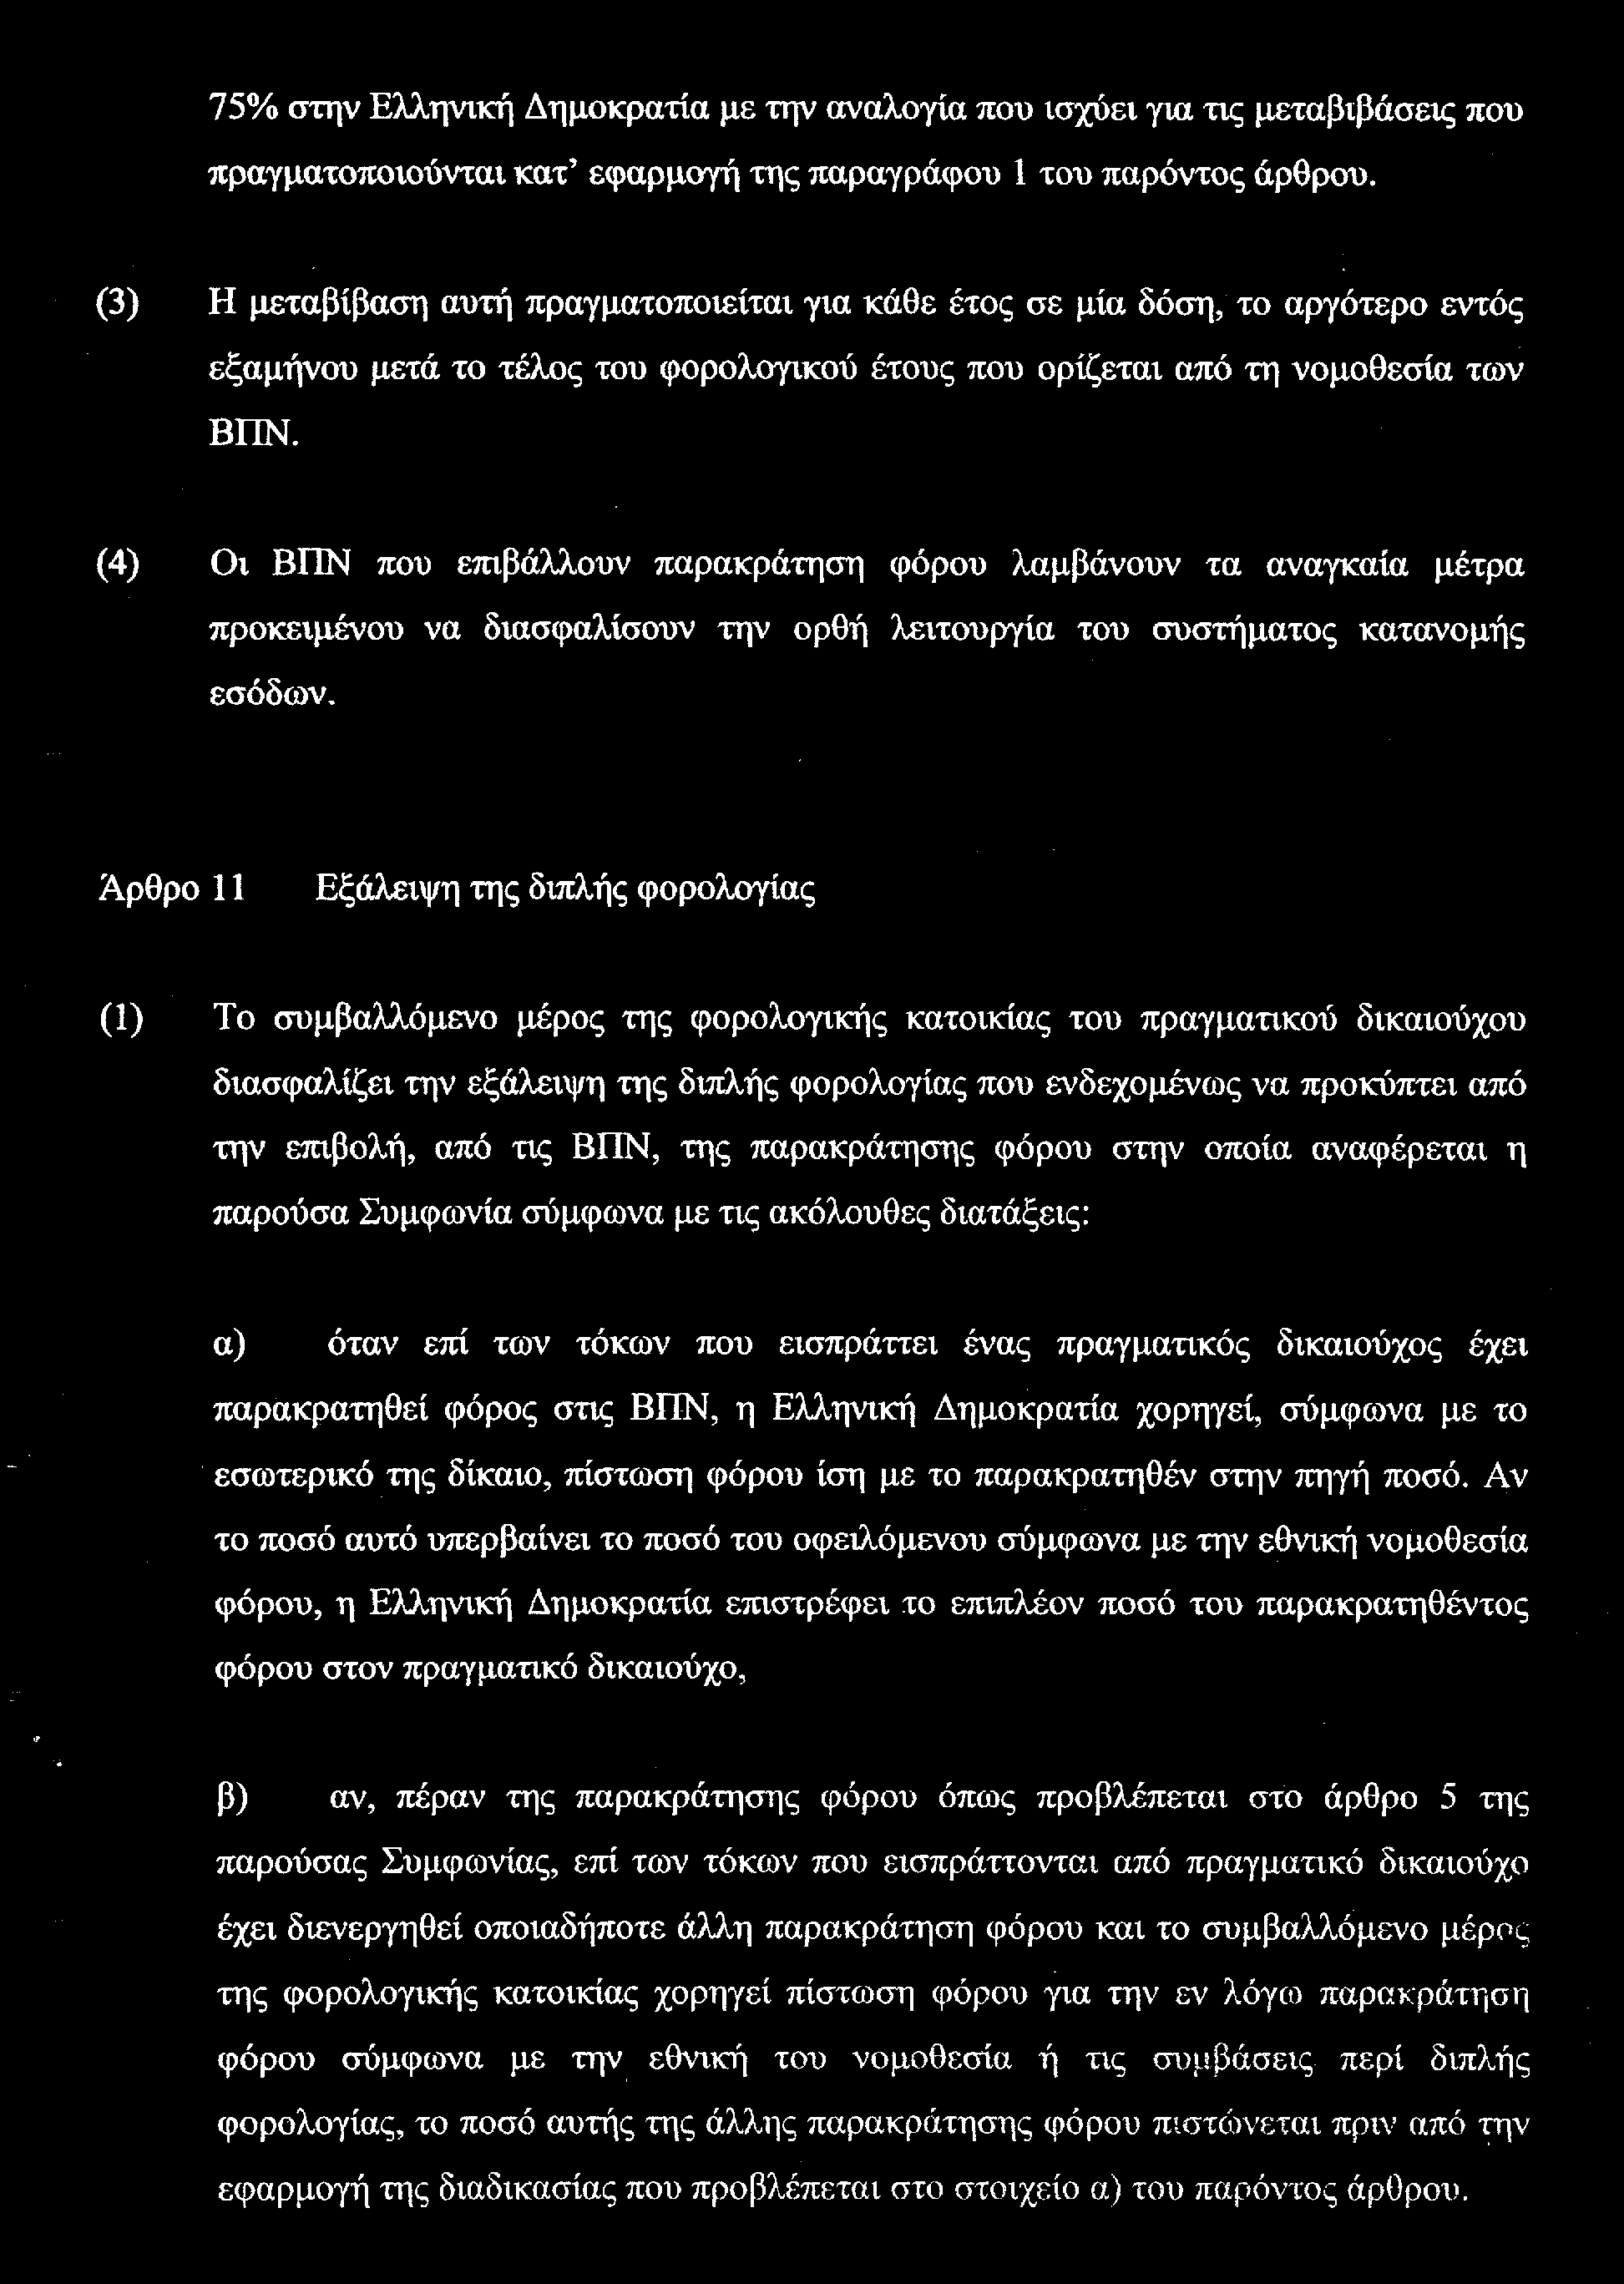 75% στην Ελληνική Δημοκρατία με την αναλογία που ισχύει για τις μεταβιβάσεις που
πραγματοποιούνται κατ’ εφαρμογή της παραγράφου 1 του παρόντος άρθρου.
(3) Η μεταβίβαση αυτή πραγματοποιείται για κάθε έτος σε μία δόση, το αργότερο εντός
εξαμήνου μετά το τέλος του φορολογικού έτους που ορίζεται από τη νομοθεσία των
ΒΠΝ.
(4) Οι ΒΠΝ που επιβάλλουν παρακράτηση φόρου λαμβάνουν τα αναγκαία μέτρα
προκειμένου να διασφαλίσουν την ορθή λειτουργία του συστήματος κατανομής
εσόδων.
Άρθρο 11 Εξάλειψη της διπλής φορολογίας
(1) Το συμβαλλόμενο μέρος της φορολογικής κατοικίας του πραγματικού δικαιούχου
διασφαλίζει την εξάλειψη της διπλής φορολογίας που ενδεχομένως να προκύπτει από
την επιβολή, από τις ΒΠΝ, της παρακράτησης φόρου στην οποία αναφέρεται η
παρούσα Συμφωνία σύμφωνα με τις ακόλουθες διατάξεις:
α) όταν επί των τόκων που εισπράττει ένας πραγματικός δικαιούχος έχει
παρακρατηθεί φόρος στις ΒΠΝ, η Ελληνική Δημοκρατία χορηγεί, σύμφωνα με το
εσωτερικό της δίκαιο, πίστωση φόρου ίση με το παρακρατηθέν στην πηγή ποσό. Αν
το ποσό αυτό υπερβαίνει το ποσό του οφειλόμενου σύμφωνα με την εθνική νομοθεσία
φόρου, η Ελληνική Δημοκρατία επιστρέφει το επιπλέον ποσό του παρακρατηθέντος
φόρου στον πραγματικό δικαιούχο,
β) αν, πέραν της παρακράτησης φόρου όπως προβλέπεται στο άρθρο 5 της
παρούσας Συμφωνίας, επί των τόκων που εισπράττονται από πραγματικό δικαιούχο
έχει διενεργηθεί οποιαδήποτε άλλη παρακράτηση φόρου και το συμβαλλόμενο μέρος
της φορολογικής κατοικίας χορηγεί πίστωση φόρου για την εν λόγω παρακράτηση
φόρου σύμφωνα με την εθνική του νομοθεσία ή τις συμβάσεις περί διπλής
φορολογίας, το ποσό αυτής της άλλης παρακράτησης φόρου πιστώνεται πριν από την
εφαρμογή της διαδικασίας που προβλέπεται στο στοιχείο α) του παρόντος άρθρου.